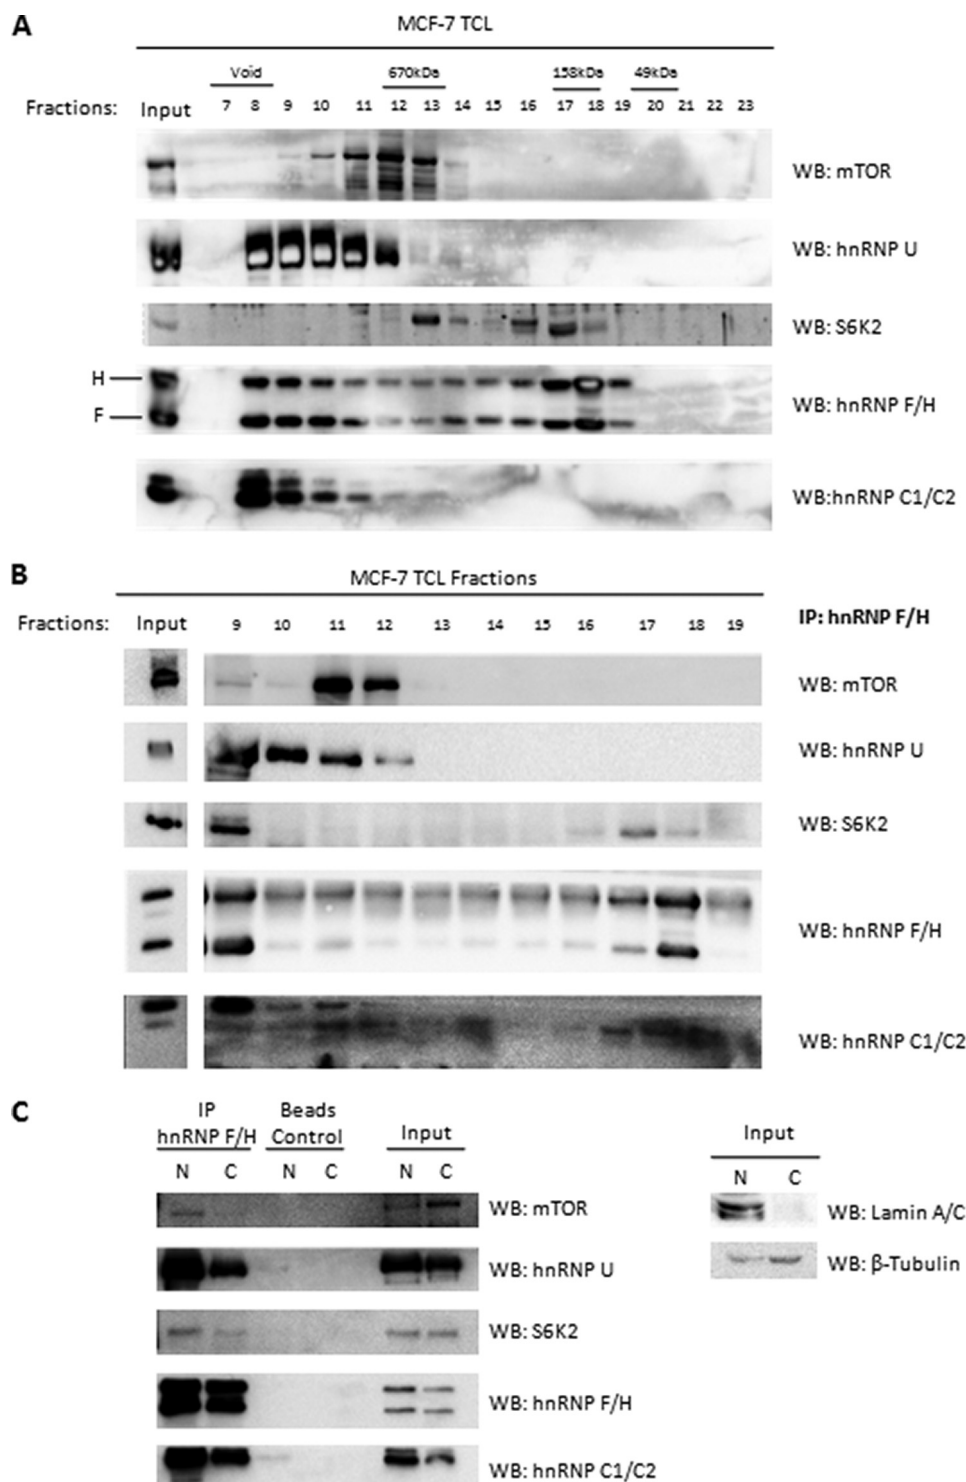 A
MCF-7 TCL
Void 670kDa 158kDa 49kDa
Fractions: Input 7 8 9 10 11 12 13 14 15 16 17 18 19 20 21 22 23
WB: mTOR
WB: hnRNP U
WB: S6K2
H
F
WB: hnRNP F/H
WB:hnRNP C1/C2
B
MCF-7 TCL Fractions
Fractions: Input 9 10 11 12 13 14 15 16 17 18 19 IP: hnRNP F/H
WB: mTOR
WB: hnRNP U
WB: S6K2
WB: hnRNP F/H
WB: hnRNP C1/C2
C
IP hnRNP F/H
Beads Control
Input
N C N C N C
WB: mTOR
WB: hnRNP U
WB: S6K2
WB: hnRNP F/H
WB: hnRNP C1/C2
Input
N C
WB: Lamin A/C
WB: β-Tubulin